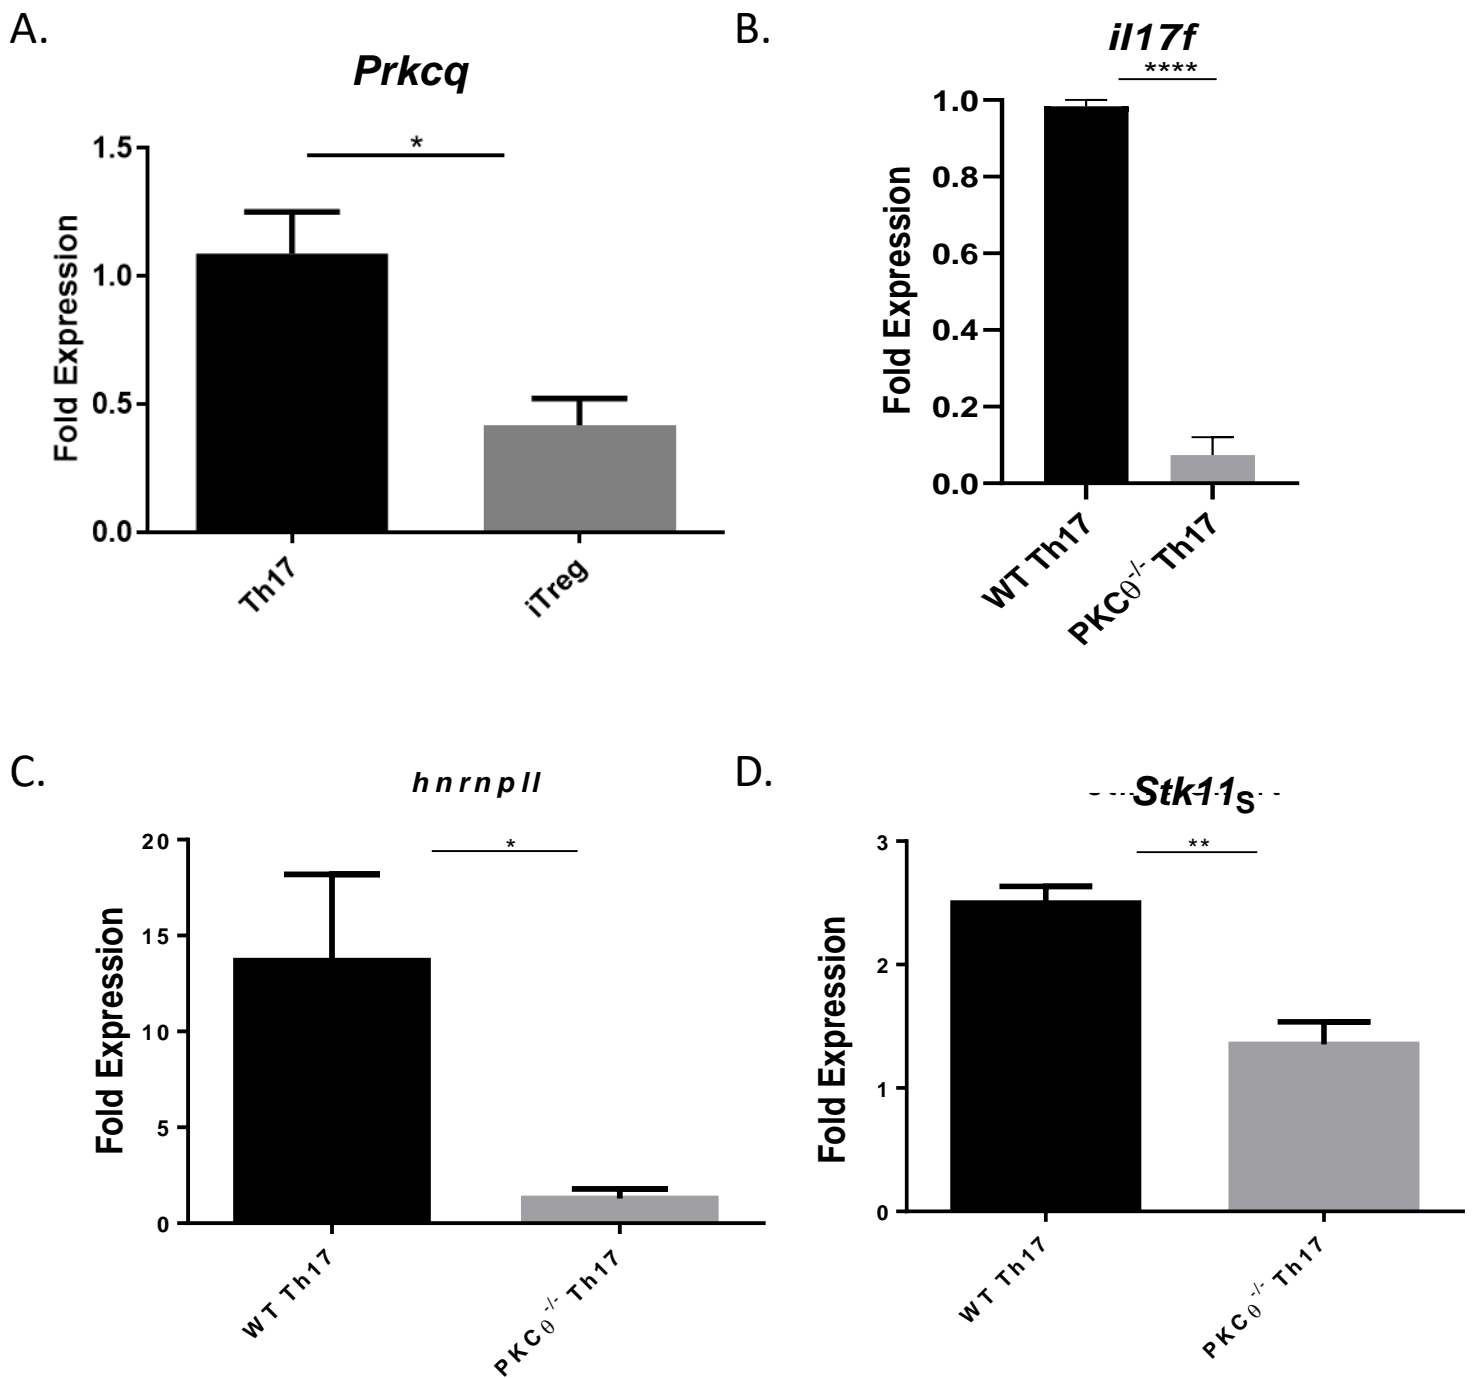 A.
Prkcq
*
Fold Expression
1.5
1.0
0.5
0.0
Th17
iTreg
B.
il17f
****
Fold Expression
1.0
0.8
0.6
0.4
0.2
0.0
WT Th17
PKCθ-/- Th17
C.
hnrnpll
*
Fold Expression
20
15
10
5
0
WT Th17
PKCθ-/- Th17
D.
Stk11S
**
Fold Expression
3
2
1
0
WT Th17
PKCθ-/- Th17